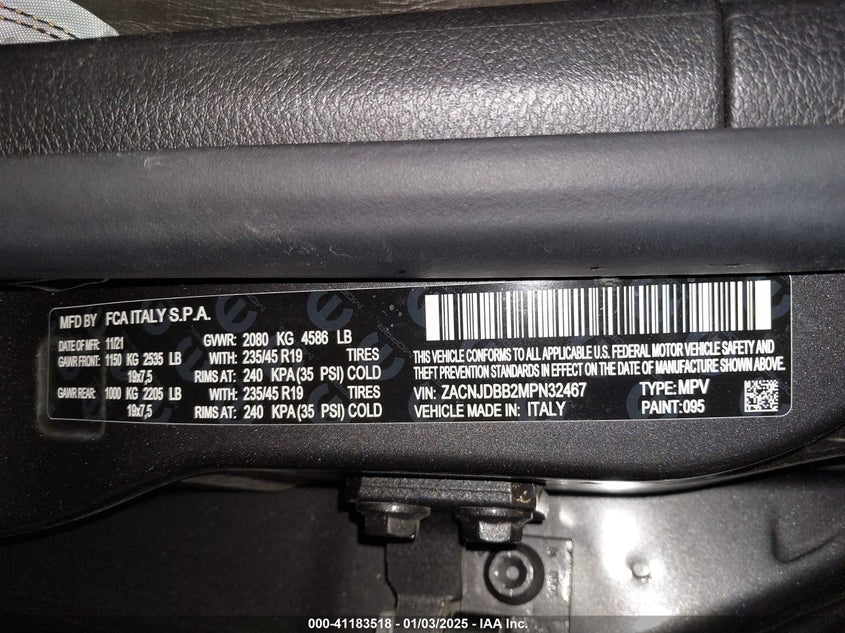 MFD BY FCA ITALY S.P.A.
DATE OF MFR: 11/21 GVWR: 2080 KG 4586 LB
GAWR FRONT: 1150 KG 2535 LB WITH: 235/45 R19 TIRES
19x7,5 RIMS AT: 240 KPA (35 PSI) COLD
GAWR REAR: 1000 KG 2205 LB WITH: 235/45 R19 TIRES
19x7,5 RIMS AT: 240 KPA (35 PSI) COLD
THIS VEHICLE CONFORMS TO ALL APPLICABLE U.S. FEDERAL MOTOR VEHICLE SAFETY AND
THEFT PREVENTION STANDARDS IN EFFECT ON THE DATE OF MANUFACTURE SHOWN ABOVE.
VIN: ZACNJDBB2MPN32467 TYPE: MPV
VEHICLE MADE IN: ITALY PAINT: 095
000-41183518 - 01/03/2025 - IAA Inc.